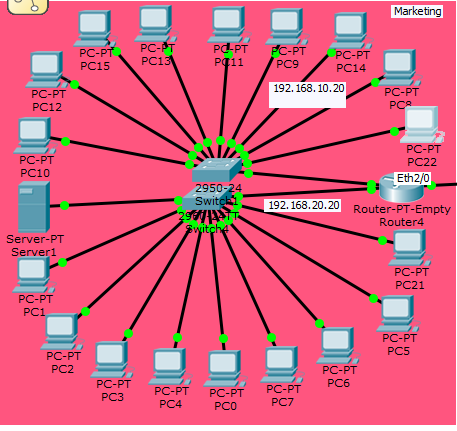 Marketing
PC-PT
PC15
PC-PT
PC13
PC-PT
PC11
PC-PT
PC9
PC-PT
PC14
PC-PT
PC12
192.168.10.20
PC-PT
PC8
PC-PT
PC10
PC-PT
PC22
2950-24
Switch1
Eth2/0
192.168.20.20
Router-PT-Empty
Router4
Switch4
Server-PT
Server1
PC-PT
PC1
PC-PT
PC21
PC-PT
PC2
PC-PT
PC3
PC-PT
PC4
PC-PT
PC0
PC-PT
PC7
PC-PT
PC6
PC-PT
PC5